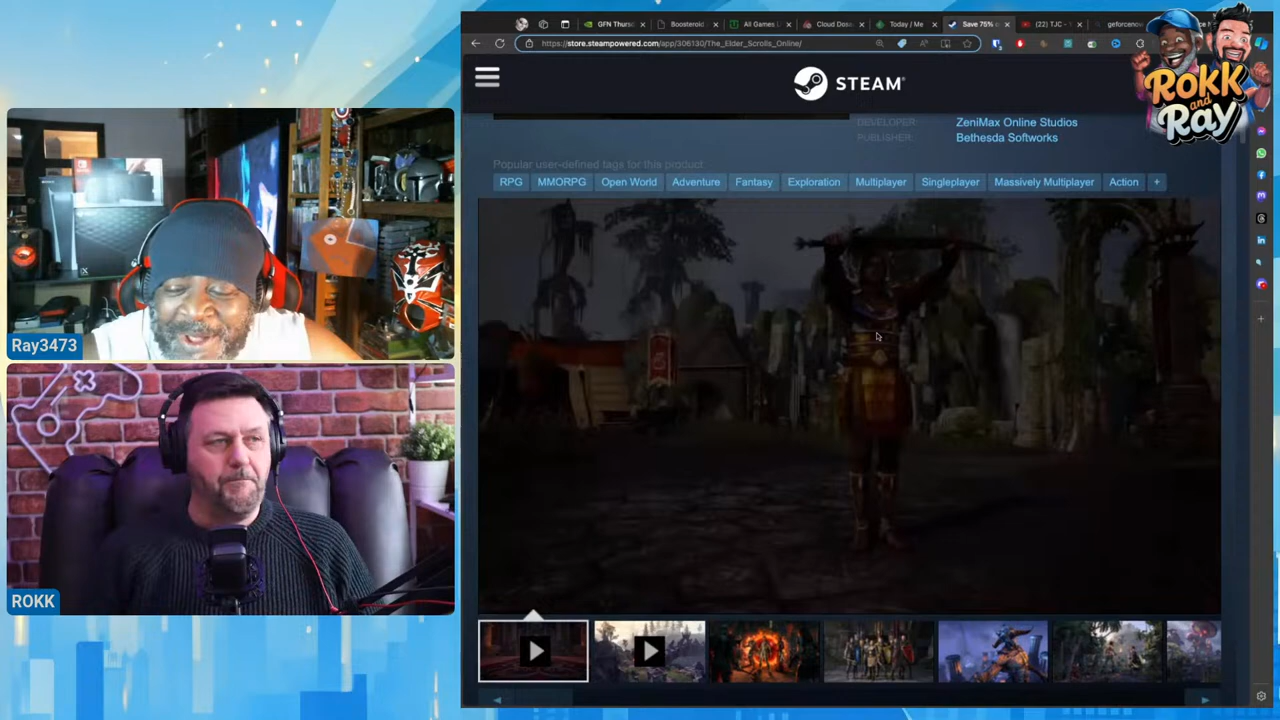 GFN Thurs
Boosteroid
All Games L
Cloud Dos
Today / Me
Save 75% o
(22) TJC - Y
geforcenow
https://store.steampowered.com/app/306130/The_Elder_Scrolls_Online/
ROKK
and
Ray
STEAM
DEVELOPER:
ZeniMax Online Studios
PUBLISHER:
Bethesda Softworks
Popular user-defined tags for this product:
RPG
MMORPG
Open World
Adventure
Fantasy
Exploration
Multiplayer
Singleplayer
Massively Multiplayer
Action
+
Ray3473
ROKK